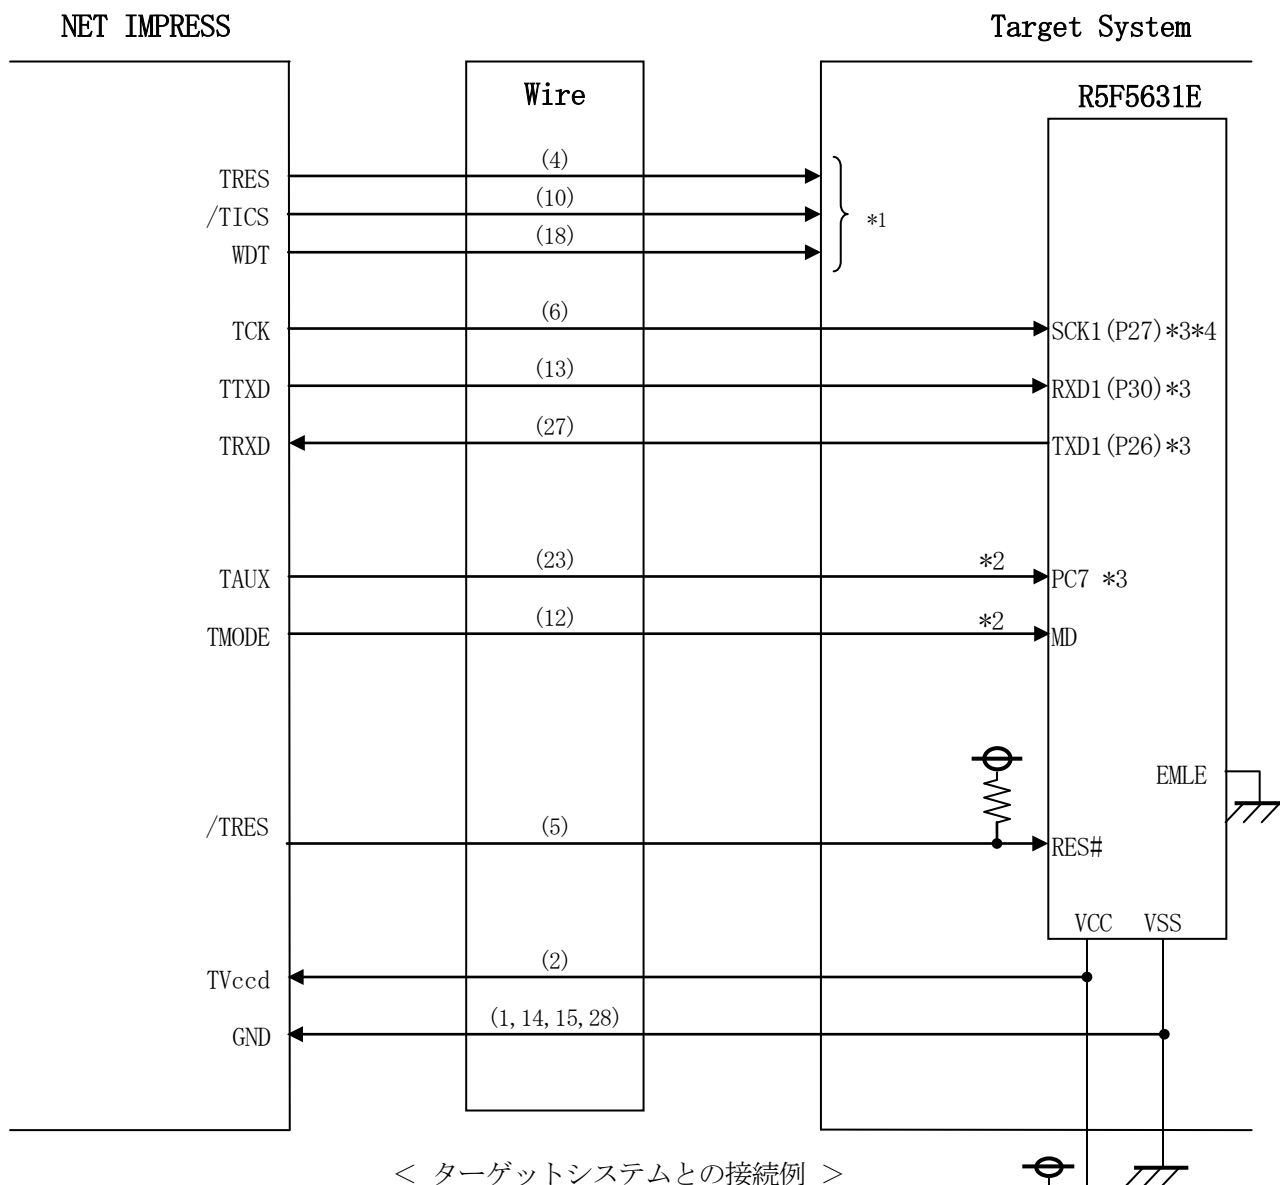 NET IMPRESS
Target System
Wire
R5F5631E
TRES (4)
/TICS (10) *1
WDT (18)
TCK (6) SCK1(P27)*3*4
TTXD (13) RXD1(P30)*3
TRXD (27) TXD1(P26)*3
TAUX (23) *2 PC7 *3
TMODE (12) *2 MD
EMLE
/TRES (5) RES#
VCC VSS
TVccd (2)
GND (1,14,15,28)
< ターゲットシステムとの接続例 >